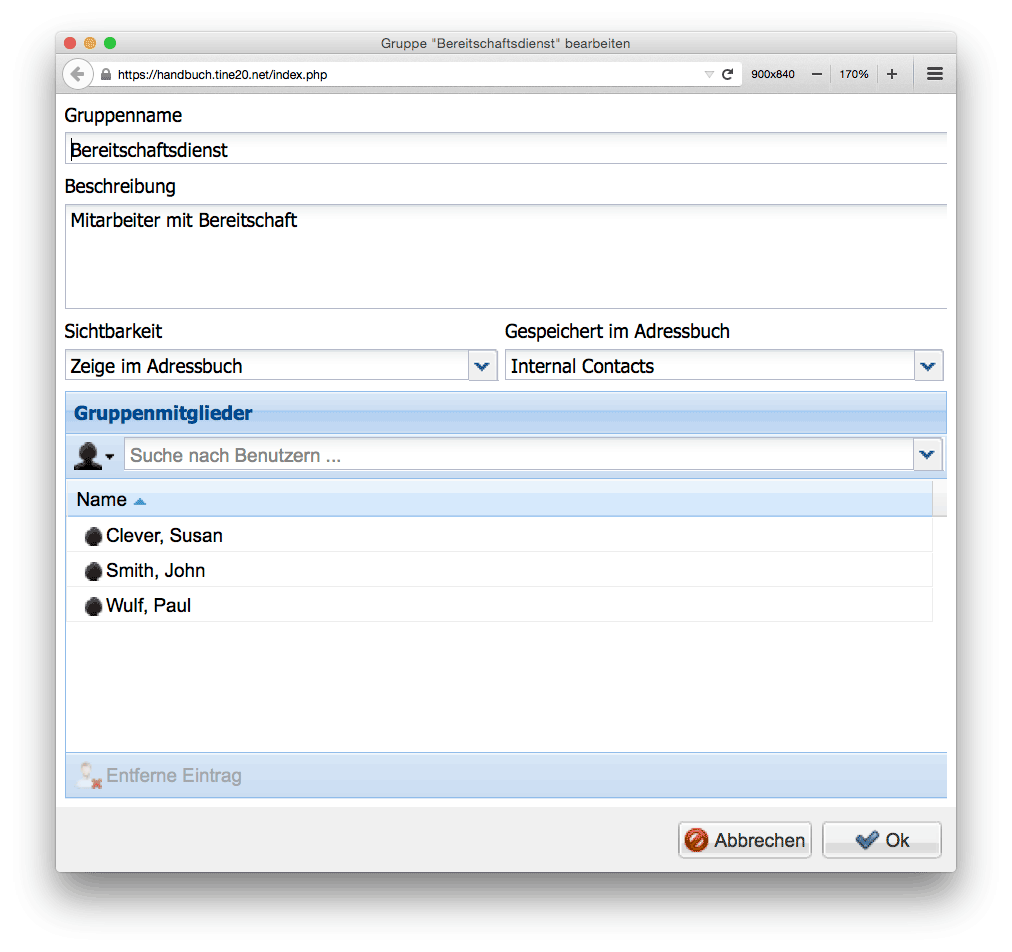 Gruppe "Bereitschaftsdienst" bearbeiten
https://handbuch.tine20.net/index.php 900x840 170%
Gruppenname
Bereitschaftsdienst
Beschreibung
Mitarbeiter mit Bereitschaft
Sichtbarkeit Gespeichert im Adressbuch
Zeige im Adressbuch Internal Contacts
Gruppenmitglieder
Suche nach Benutzern ...
Name
Clever, Susan
Smith, John
Wulf, Paul
Entferne Eintrag
Abbrechen Ok